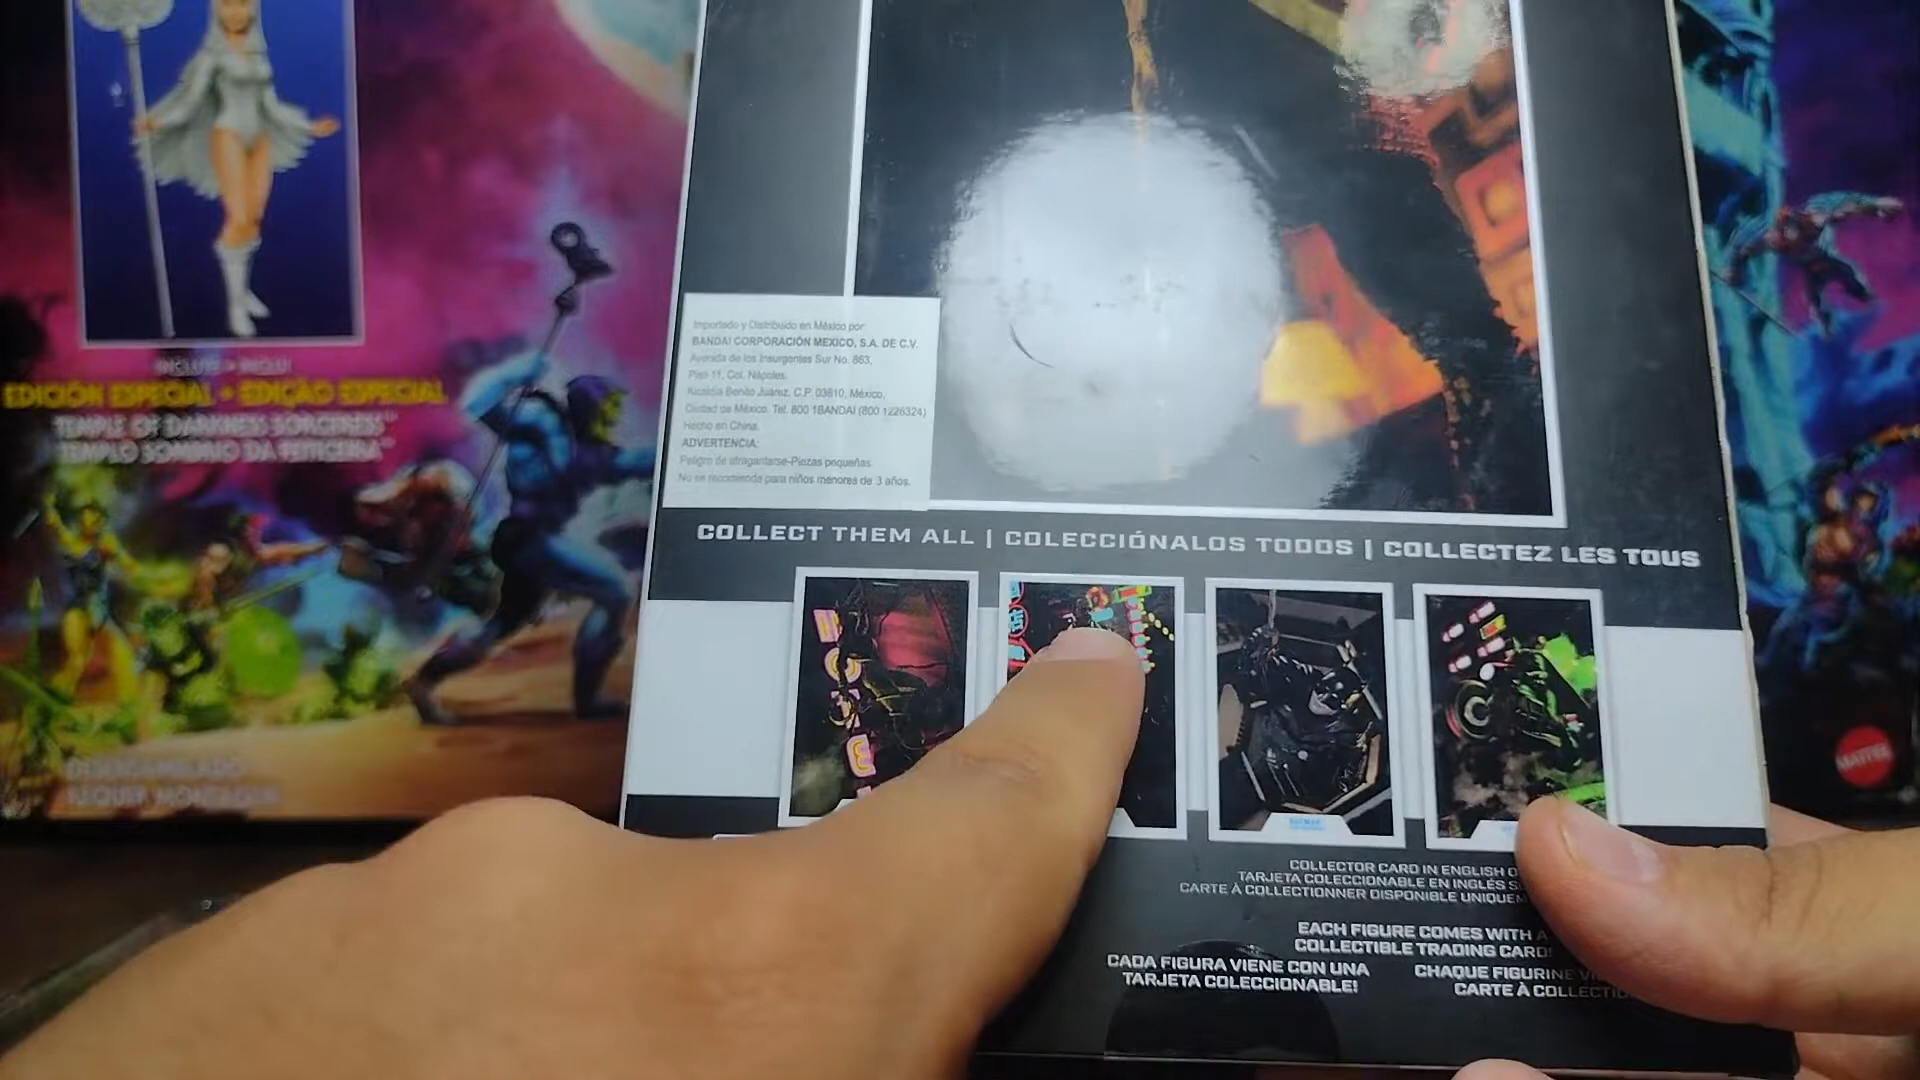 INCLUYE • INCLUI
EDICIÓN ESPECIAL • EDIÇÃO ESPECIAL
TEMPLE OF DARKNESS SORCERESS™
TEMPLO SOMBRIO DA FEITICEIRA™
MATTEL
Importado y Distribuido en México por
BANDAI CORPORACIÓN MEXICO, S.A. DE C.V.
Avenida de los Insurgentes Sur No. 863,
Piso 11, Col. Nápoles.
Alcaldía Benito Juárez, C.P. 03810, México,
Ciudad de México. Tel. 800 1BANDAI (800 1226324)
Hecho en China.
ADVERTENCIA:
Peligro de atragantarse-Piezas pequeñas
No se recomienda para niños menores de 3 años.
COLLECT THEM ALL | COLECCIÓNALOS TODOS | COLLECTEZ LES TOUS
COLLECTOR CARD IN ENGLISH O
TARJETA COLECCIONABLE EN INGLÉS S
CARTE À COLLECTIONNER DISPONIBLE UNIQUEM
EACH FIGURE COMES WITH A
COLLECTIBLE TRADING CARD!
CADA FIGURA VIENE CON UNA
TARJETA COLECCIONABLE!
CHAQUE FIGURINE VI
CARTE À COLLECTIO